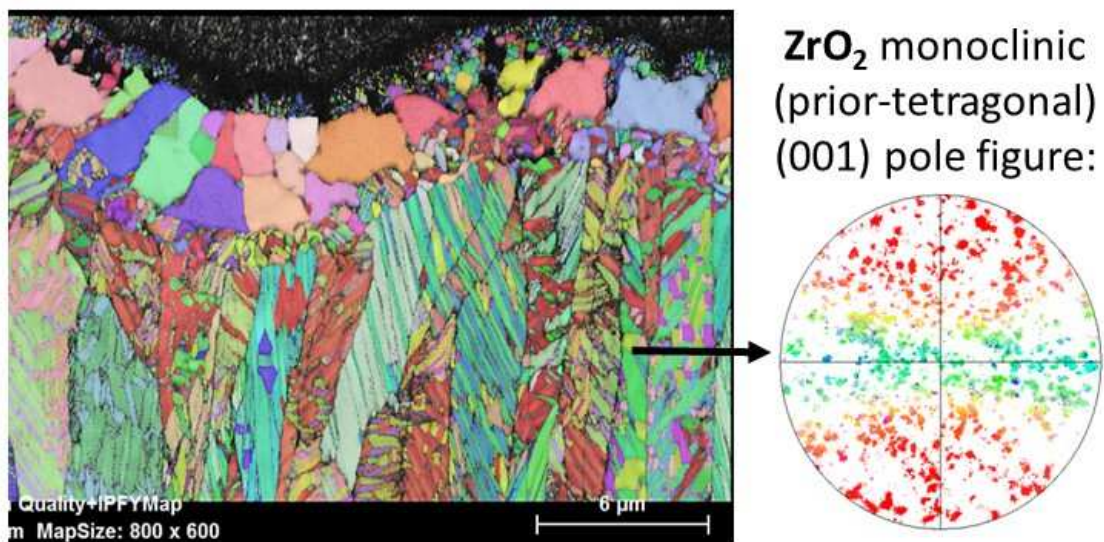 ZrO₂ monoclinic
(prior-tetragonal)
(001) pole figure:
Quality+IPFYMap
MapSize: 800 x 600
6 µm